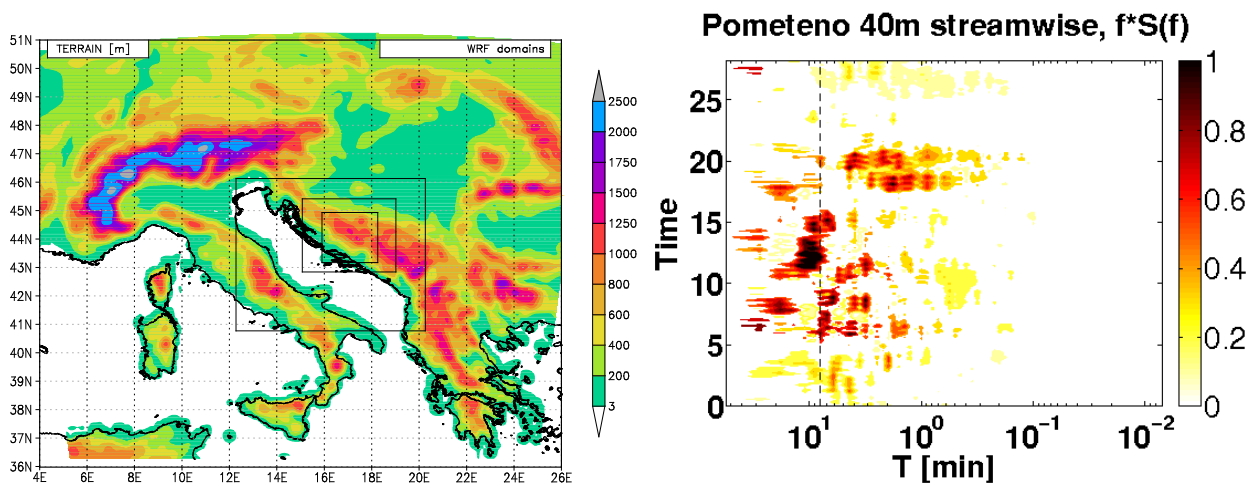 TERRAIN [m]
WRF domains
51N
50N
49N
48N
47N
46N
45N
44N
43N
42N
41N
40N
39N
38N
37N
36N
4E 6E 8E 10E 12E 14E 16E 18E 20E 22E 24E 26E
2500
2000
1750
1500
1250
1000
800
600
400
200
3
Pometeno 40m streamwise, f*S(f)
Time
25
20
15
10
5
0
10¹ 10⁰ 10⁻¹ 10⁻²
T [min]
1
0.8
0.6
0.4
0.2
0